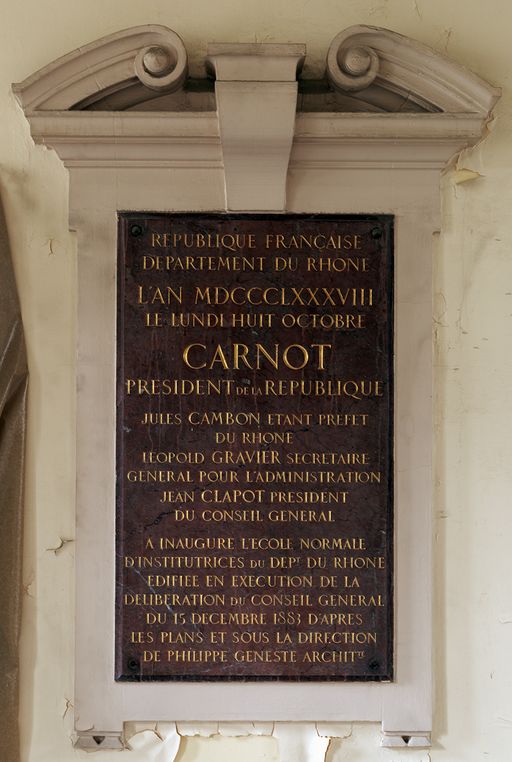 REPUBLIQUE FRANÇAISE
DEPARTEMENT DU RHONE
L'AN MDCCCLXXXVIII
LE LUNDI HUIT OCTOBRE
CARNOT
PRESIDENT DE LA REPUBLIQUE
JULES CAMBON ETANT PREFET
DU RHONE
LEOPOLD GRAVIER SECRETAIRE
GENERAL POUR L'ADMINISTRATION
JEAN CLAPOT PRESIDENT
DU CONSEIL GENERAL
A INAUGURE L'ECOLE NORMALE
D'INSTITUTRICES DU DEPT DU RHONE
EDIFIEE EN EXECUTION DE LA
DELIBERATION DU CONSEIL GENERAL
DU 15 DECEMBRE 1883 D'APRES
LES PLANS ET SOUS LA DIRECTION
DE PHILIPPE GENESTE ARCHITTE